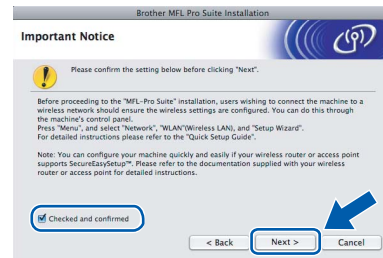 Brother MFL Pro Suite Installation
Important Notice
Please confirm the setting below before clicking "Next".
Before proceeding to the "MFL-Pro Suite" installation, users wishing to connect the machine to a
wireless network should ensure the wireless settings are configured. You can do this through
the machine's control panel.
Press "Menu", and select "Network", "WLAN"(Wireless LAN), and "Setup Wizard".
For detailed instructions please refer to the "Quick Setup Guide".
Note: You can configure your machine quickly and easily if your wireless router or access point
supports SecureEasySetup™. Please refer to the documentation supplied with your wireless
router or access point for detailed instructions.
Checked and confirmed
< Back Next > Cancel